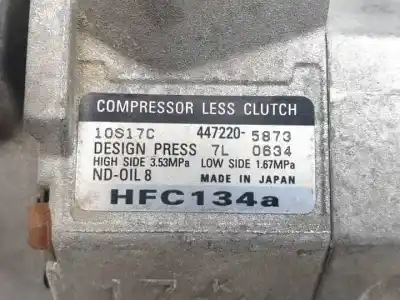 COMPRESSOR LESS CLUTCH
10S17C 447220-5873
DESIGN PRESS 7L 0634
HIGH SIDE 3.53MPa LOW SIDE 1.67MPa
ND-OIL 8 MADE IN JAPAN
HFC134a